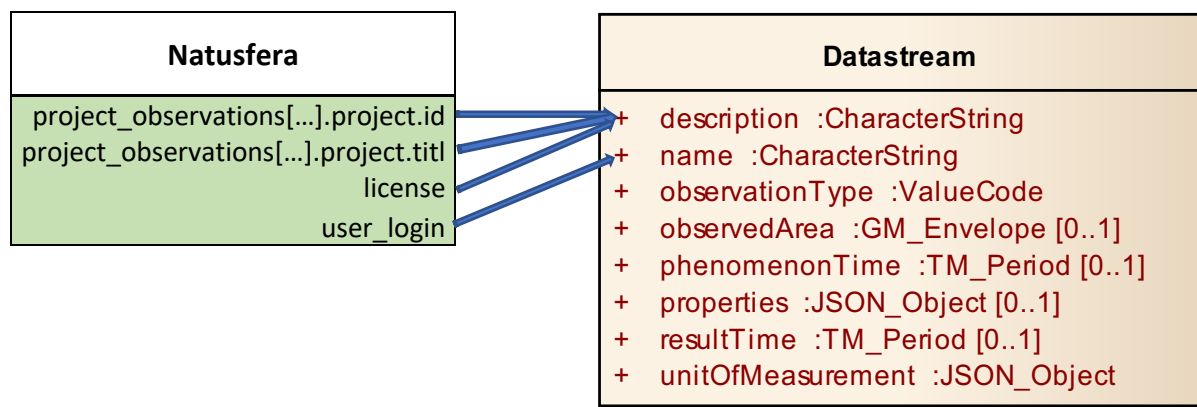 Natusfera
project_observations[…].project.id
project_observations[…].project.titl
license
user_login
Datastream
+ description :CharacterString
+ name :CharacterString
+ observationType :ValueCode
+ observedArea :GM_Envelope [0..1]
+ phenomenonTime :TM_Period [0..1]
+ properties :JSON_Object [0..1]
+ resultTime :TM_Period [0..1]
+ unitOfMeasurement :JSON_Object